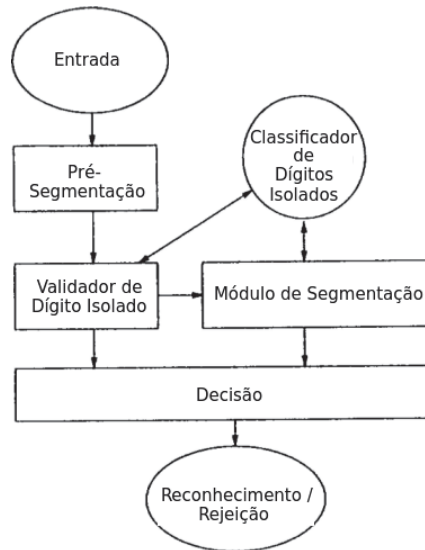 Entrada
Pré-
Segmentação
Classificador
de
Dígitos
Isolados
Validador de
Dígito Isolado
Módulo de Segmentação
Decisão
Reconhecimento /
Rejeição